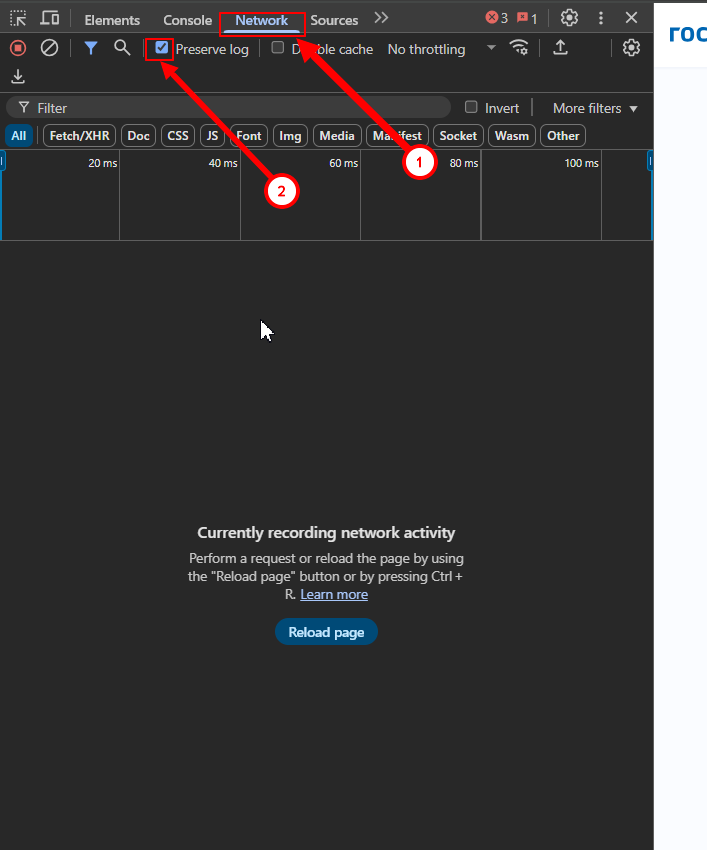 Elements Console Network Sources 3 1
Preserve log Disable cache No throttling
Filter Invert More filters
All Fetch/XHR Doc CSS JS Font Img Media Manifest Socket Wasm Other
20 ms 40 ms 60 ms 80 ms 100 ms
1
2
Currently recording network activity
Perform a request or reload the page by using
the "Reload page" button or by pressing Ctrl +
R. Learn more
Reload page
roc